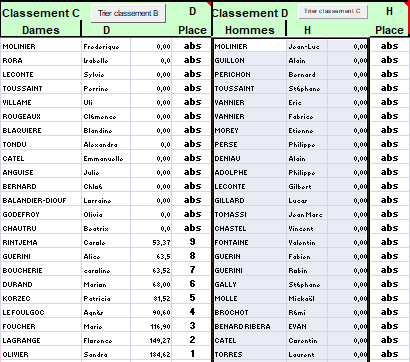 Classement C Trier classement B D Classement D Trier classement C H
Dames D Place Hommes H Place
MOLINIER Frederique 0,00 abs MOLINIER Jean-Luc 0,00 abs
RORA Isabelle 0,00 abs GUILLON Alain 0,00 abs
LECONTE Sylvie 0,00 abs PERICHON Bernard 0,00 abs
TOUSSAINT Perrine 0,00 abs TOUSSAINT Stéphane 0,00 abs
VILLAME Uli 0,00 abs VANNIER Eric 0,00 abs
ROUGEAUX Clémence 0,00 abs VANNIER Fabrice 0,00 abs
BLAQUIERE Blandine 0,00 abs MOREY Etienne 0,00 abs
TONDU Alexandra 0,00 abs PERSE Philippe 0,00 abs
CATEL Emmanuelle 0,00 abs DENIAU Alain 0,00 abs
ANGUISE Julie 0,00 abs ADOLPHE Philippe 0,00 abs
BERNARD Chloé 0,00 abs LECONTE Gilbert 0,00 abs
BALANDIER-DIOUF Lorraine 0,00 abs GILLARD Lucas 0,00 abs
GODEFROY Olivia 0,00 abs TOMASSI Jean Marc 0,00 abs
CHAUTRU Beatrix 0,00 abs CHASTEL Vincent 0,00 abs
RINTJEMA Carole 53,37 9 FONTAINE Valentin 0,00 abs
GUERINI Alice 63,5 8 GUERIN Fabien 0,00 abs
BOUCHERIE caroline 63,52 7 GUERINI Robin 0,00 abs
DURAND Marion 68,00 6 GALLY Stéphane 0,00 abs
KORZEC Patricia 81,52 5 MOLLE Mickaël 0,00 abs
LEFOULGOC Agnès 90,60 4 BROCHOT Rémi 0,00 abs
FOUCHER Marie 116,90 3 BENARD RIBERA EVAN 0,00 abs
LAGRANGE Florence 149,27 2 CATEL Corentin 0,00 abs
OLIVIER Sandra 184,62 1 TORRES Laurent 0,00 abs